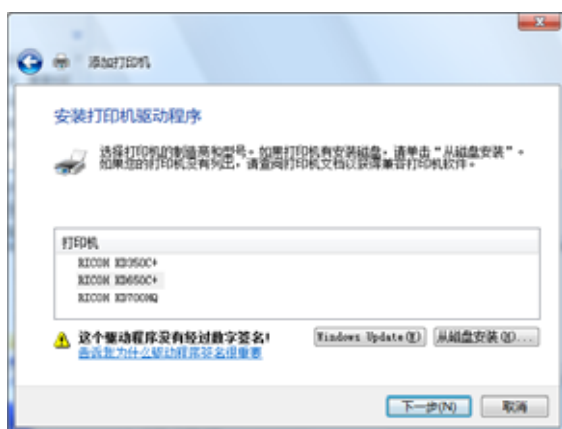 添加打印机
安装打印机驱动程序
选择打印机的制造商和型号。如果打印机有安装磁盘，请单击“从磁盘安装”。
如果您的打印机没有列出，请查阅打印机文档以获得兼容打印机软件。
打印机
RICOH XD350C+
RICOH XD650C+
RICOH XD700HQ
这个驱动程序没有经过数字签名！
告诉我为什么驱动程序签名很重要
Windows Update(W) 从磁盘安装(H)...
下一步(N) 取消